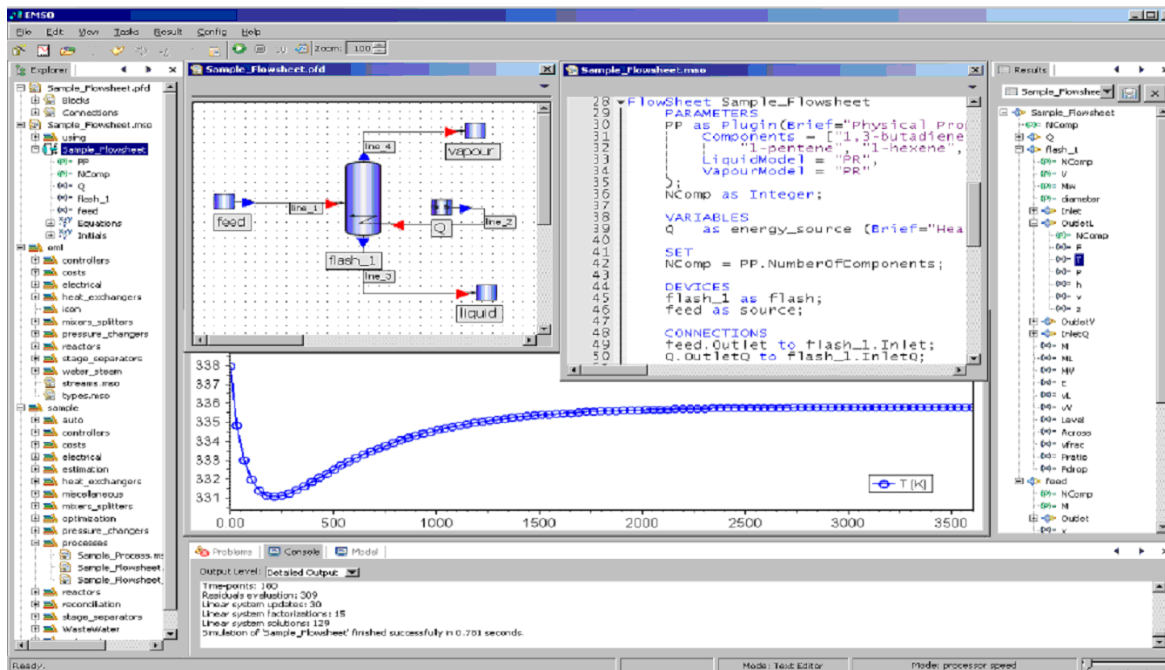 EMSO
File Edit View Tasks Result Config Help
Zoom: 100
Explorer
Sample_Flowsheet.pfd
Blocks
Connections
Sample_Flowsheet.mso
using
Sample_Flowsheet
PP
NComp
Q
flash_1
feed
Equations
Initials
eml
controllers
costs
electrical
heat_exchangers
icon
mixers_splitters
pressure_changers
reactors
stage_separators
water_steam
streams.mso
types.mso
sample
auto
controllers
costs
electrical
estimation
heat_exchangers
miscellaneous
mixers_splitters
optimization
pressure_changers
processes
Sample_Process.ms
Sample_Flowsheet.
Sample_Flowsheet_
reactors
reconciliation
stage_separators
WasteWater
Sample_Flowsheet.pfd
line_4
vapour
feed
line_1
Q
line_2
flash_1
line_3
liquid
Sample_Flowsheet.mso
28 FlowSheet Sample_Flowsheet
29 PARAMETERS
30 PP as Plugin(Brief="Physical Pro
31 Components = ["1,3-butadiene
32 "1-pentene", "1-hexene",
33 LiquidModel = "PR",
34 VapourModel = "PR"
35 );
36 NComp as Integer;
37
38 VARIABLES
39 Q as energy_source (Brief="Hea
40
41 SET
42 NComp = PP.NumberOfComponents;
43
44 DEVICES
45 flash_1 as flash;
46 feed as source;
47
48 CONNECTIONS
49 feed.Outlet to flash_1.Inlet;
50 Q.OutletQ to flash_1.InletQ;
338
337
336
335
334
333
332
331
0.00 500 1000 1500 2000 2500 3000 3500
T [K]
Results
Sample_Flowshee
Sample_Flowsheet
NComp
Q
flash_1
NComp
V
Mw
diameter
Inlet
OutletL
NComp
F
T
P
h
v
z
OutletV
InletQ
M
ML
MV
E
vL
vV
Level
Across
vfrac
Pratio
Pdrop
feed
NComp
M
Outlet
Problems Console Model
Output Level: Detailed Output
Time-points: 180
Residuals evaluation: 309
Linear system updates: 30
Linear system factorizations: 15
Linear system solutions: 129
Simulation of 'Sample_Flowsheet' finished successfully in 0.761 seconds.
Ready.
Mode: Text Editor
Mode: processor speed